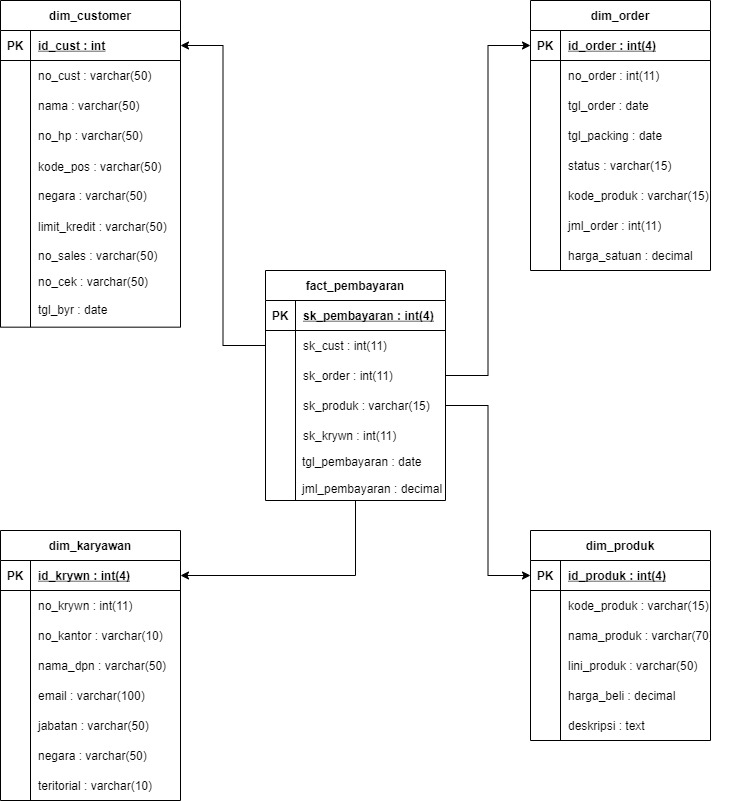 dim_customer
PK id_cust : int
no_cust : varchar(50)
nama : varchar(50)
no_hp : varchar(50)
kode_pos : varchar(50)
negara : varchar(50)
limit_kredit : varchar(50)
no_sales : varchar(50)
no_cek : varchar(50)
tgl_byr : date
dim_order
PK id_order : int(4)
no_order : int(11)
tgl_order : date
tgl_packing : date
status : varchar(15)
kode_produk : varchar(15)
jml_order : int(11)
harga_satuan : decimal
fact_pembayaran
PK sk_pembayaran : int(4)
sk_cust : int(11)
sk_order : int(11)
sk_produk : varchar(15)
sk_krywn : int(11)
tgl_pembayaran : date
jml_pembayaran : decimal
dim_karyawan
PK id_krywn : int(4)
no_krywn : int(11)
no_kantor : varchar(10)
nama_dpn : varchar(50)
email : varchar(100)
jabatan : varchar(50)
negara : varchar(50)
teritorial : varchar(10)
dim_produk
PK id_produk : int(4)
kode_produk : varchar(15)
nama_produk : varchar(70
lini_produk : varchar(50)
harga_beli : decimal
deskripsi : text